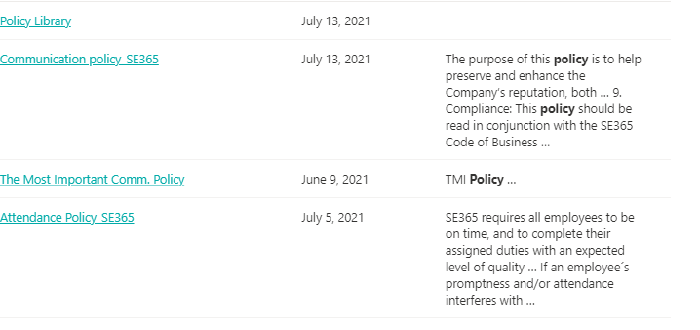 Policy Library July 13, 2021
Communication policy_SE365 July 13, 2021 The purpose of this policy is to help
preserve and enhance the
Company's reputation, both ... 9.
Compliance: This policy should be
read in conjunction with the SE365
Code of Business ...
The Most Important Comm. Policy June 9, 2021 TMI Policy ...
Attendance Policy SE365 July 5, 2021 SE365 requires all employees to be
on time, and to complete their
assigned duties with an expected
level of quality ... If an employee´s
promptness and/or attendance
interferes with ...